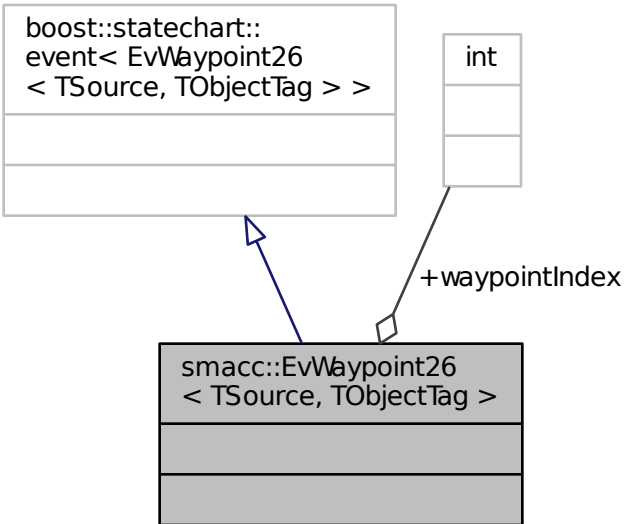 boost::statechart::
event< EvWaypoint26
< TSource, TObjectTag > >
int
+waypointIndex
smacc::EvWaypoint26
< TSource, TObjectTag >